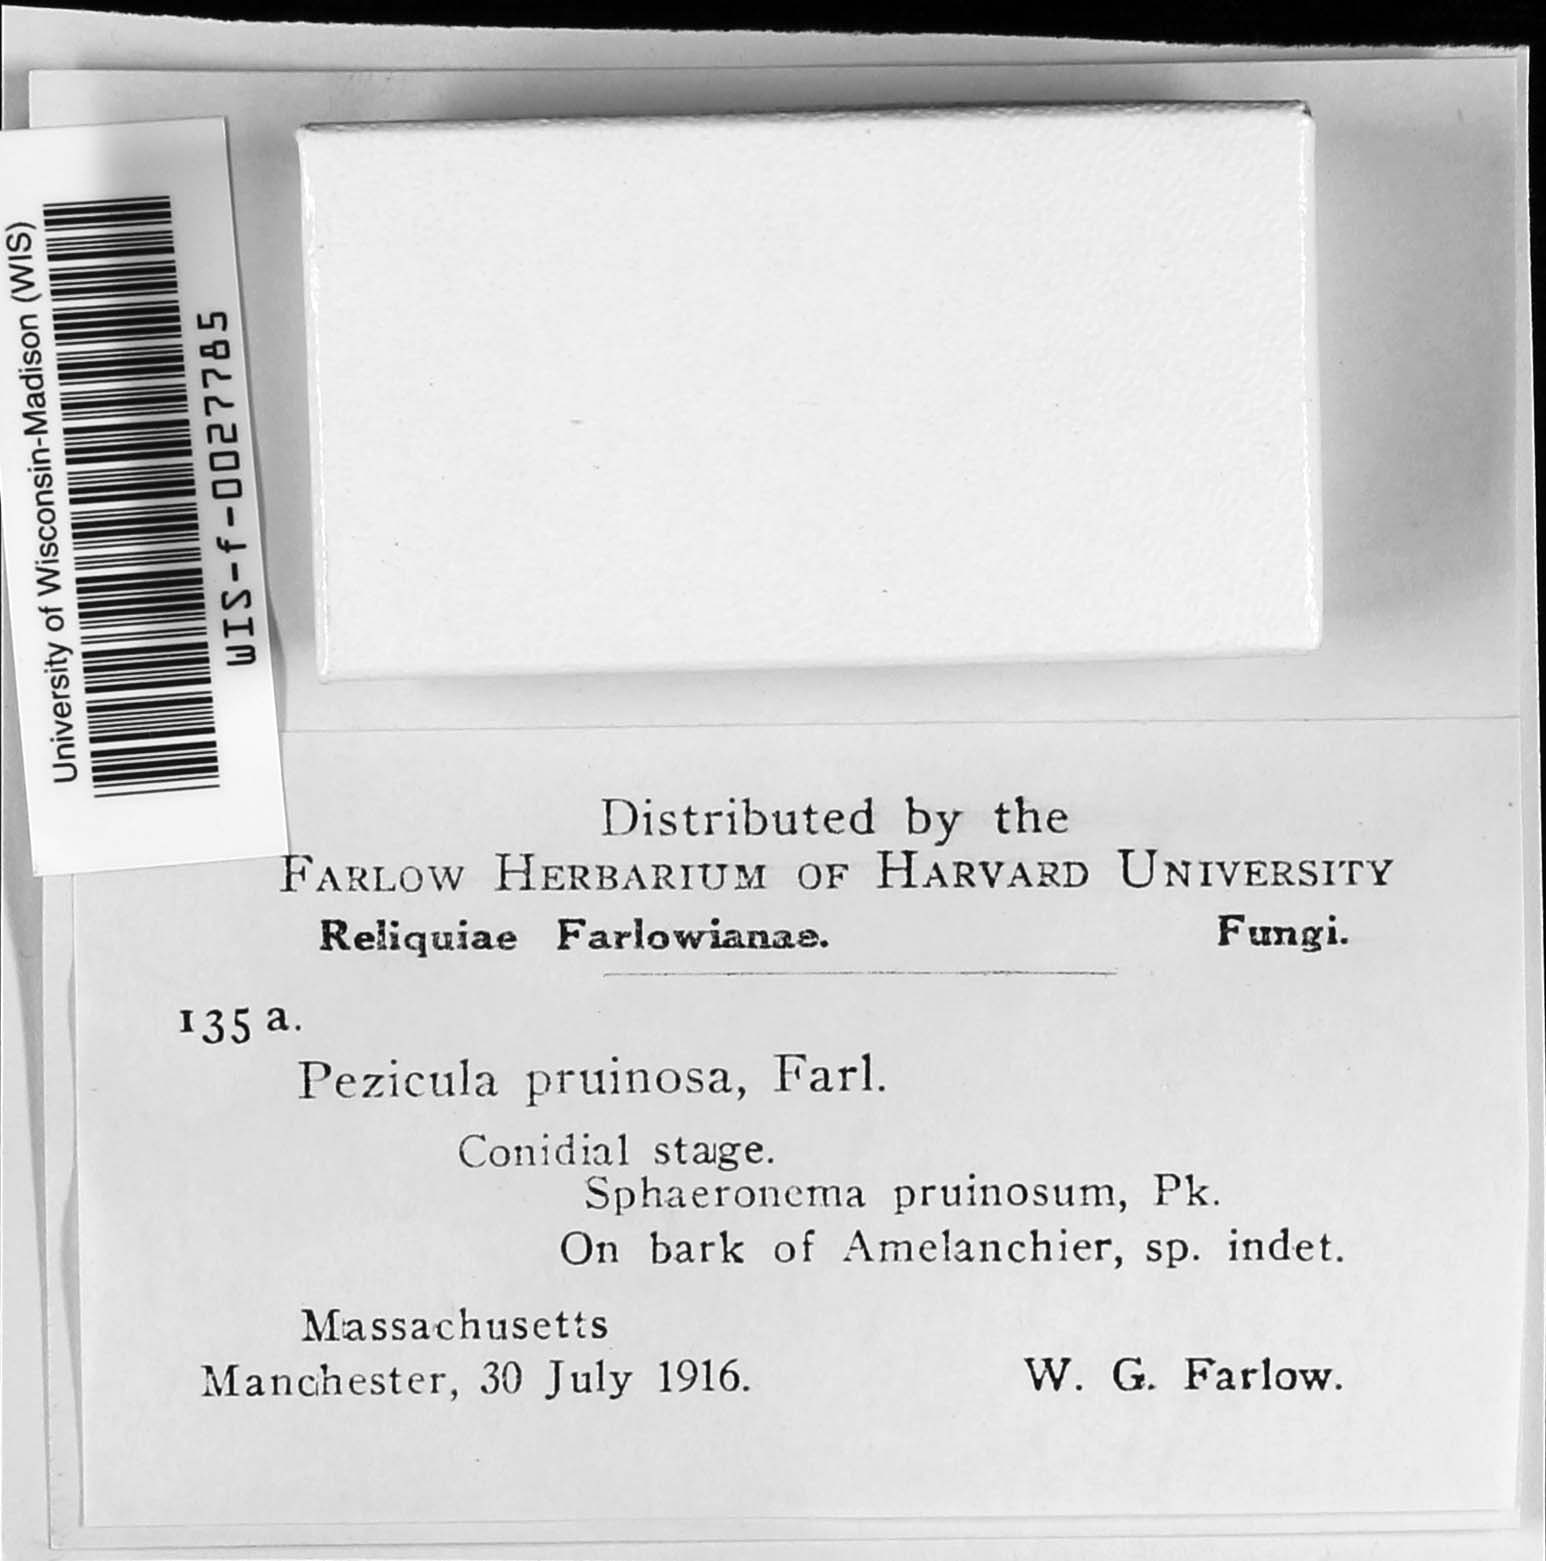 University of Wisconsin-Madison (WIS)
WIS-f-0027785
Distributed by the
FARLOW HERBARIUM OF HARVARD UNIVERSITY
Reliquiae Farlowianae. Fungi.
135 a.
Pezicula pruinosa, Farl.
Conidial stage.
Sphaeronema pruinosum, Pk.
On bark of Amelanchier, sp. indet.
Massachusetts
Manchester, 30 July 1916. W. G. Farlow.